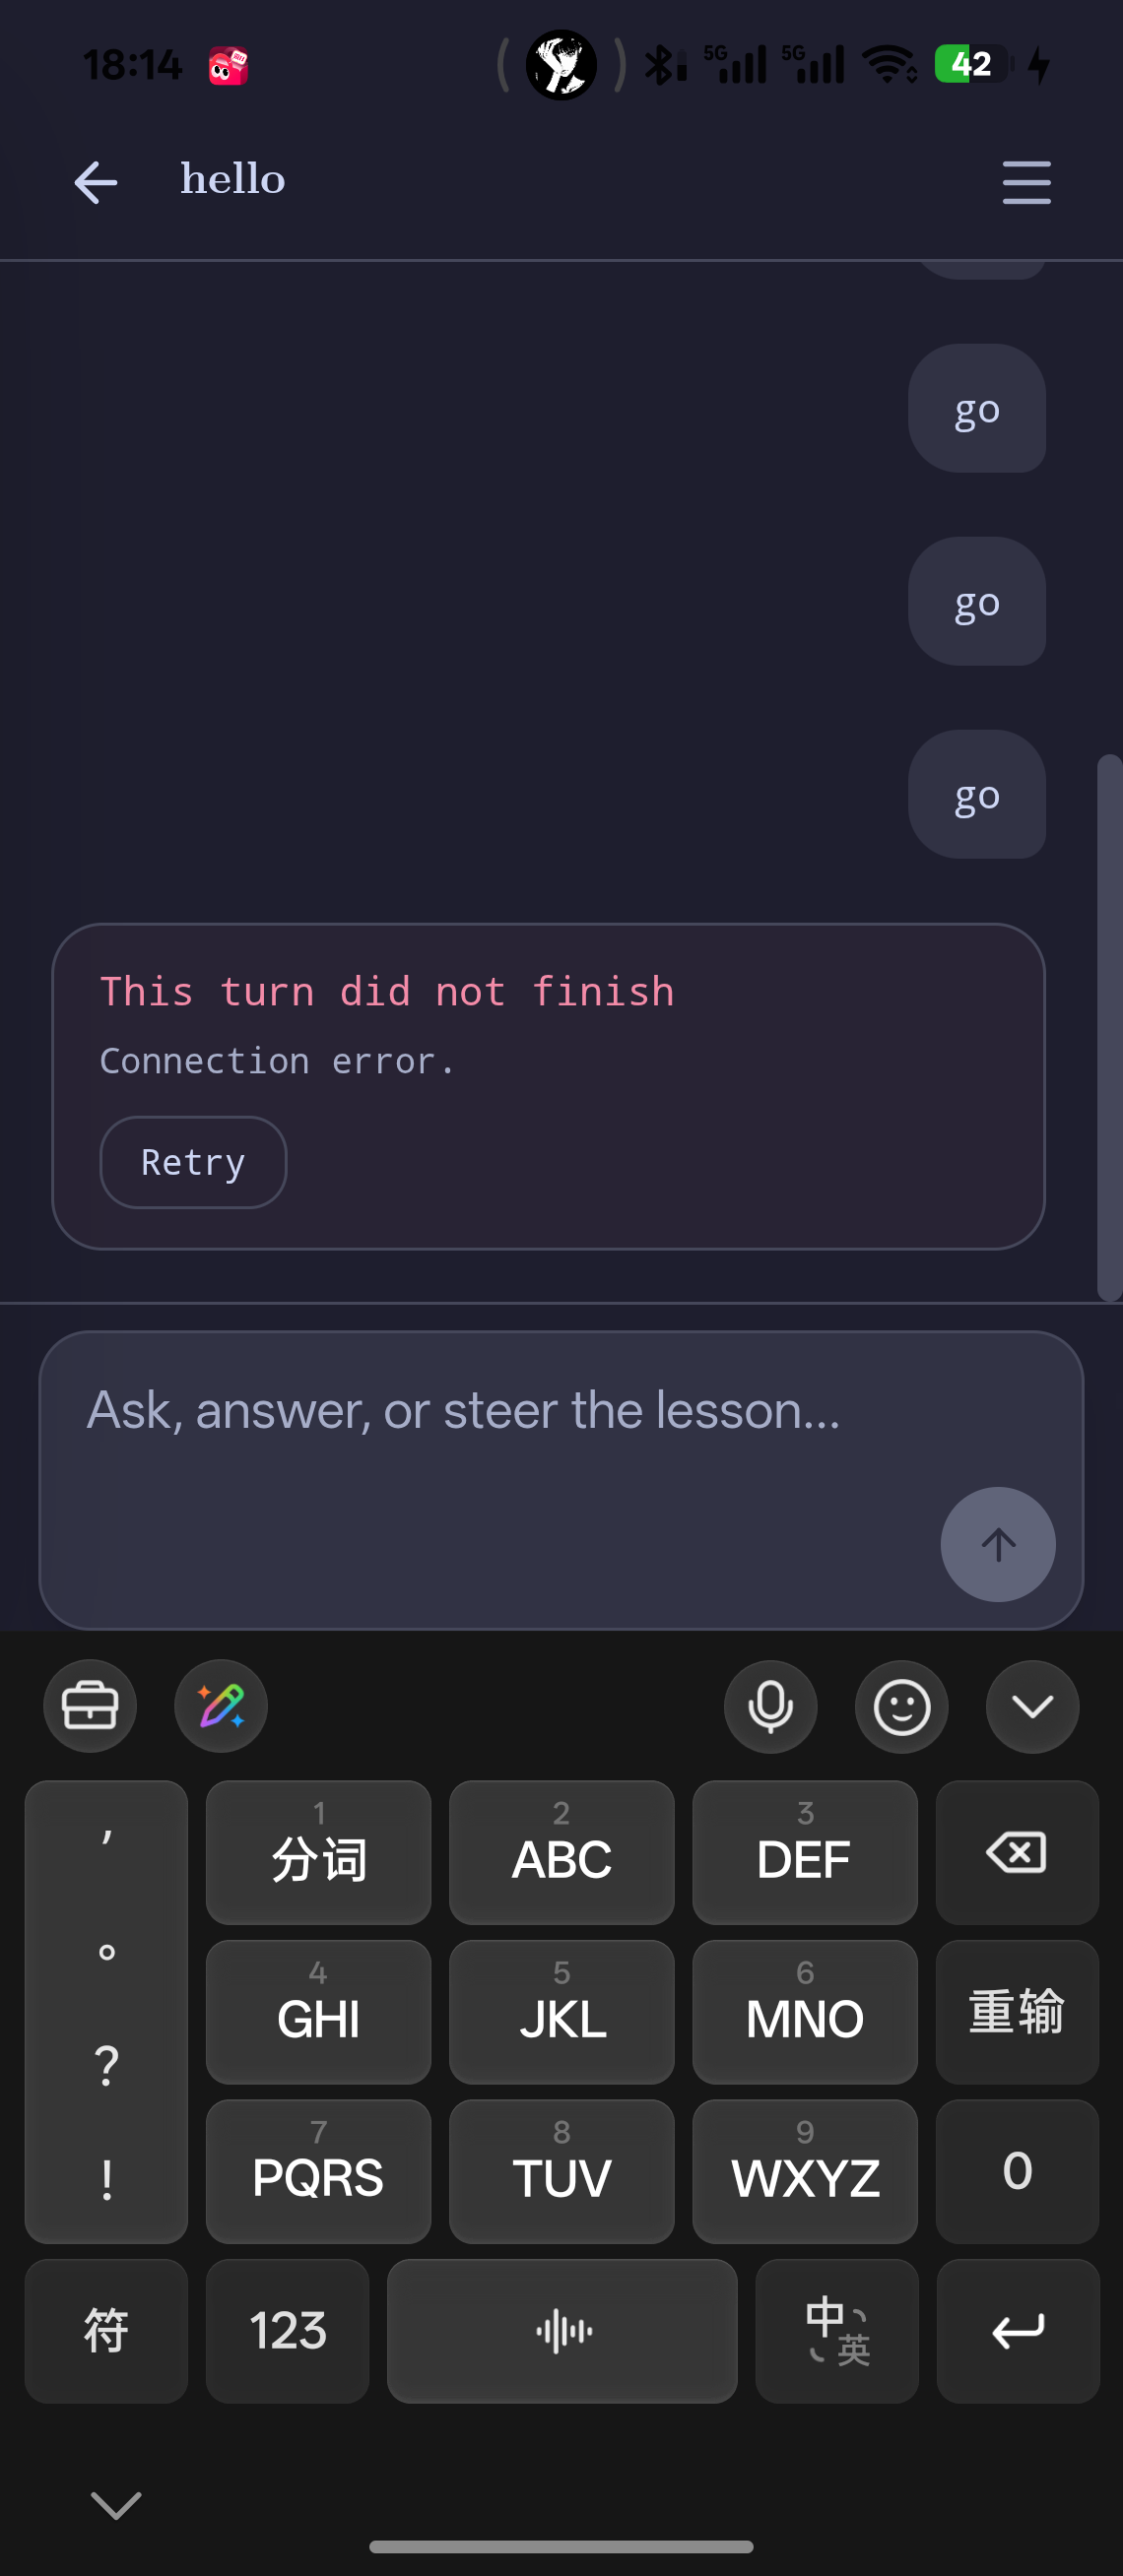 18:14
5G
5G
42
hello
go
go
go
This turn did not finish
Connection error.
Retry
Ask, answer, or steer the lesson...
,
1
分词
2
ABC
3
DEF
。
4
GHI
5
JKL
6
MNO
重输
?
7
PQRS
8
TUV
9
WXYZ
0
!
符
123
中
英